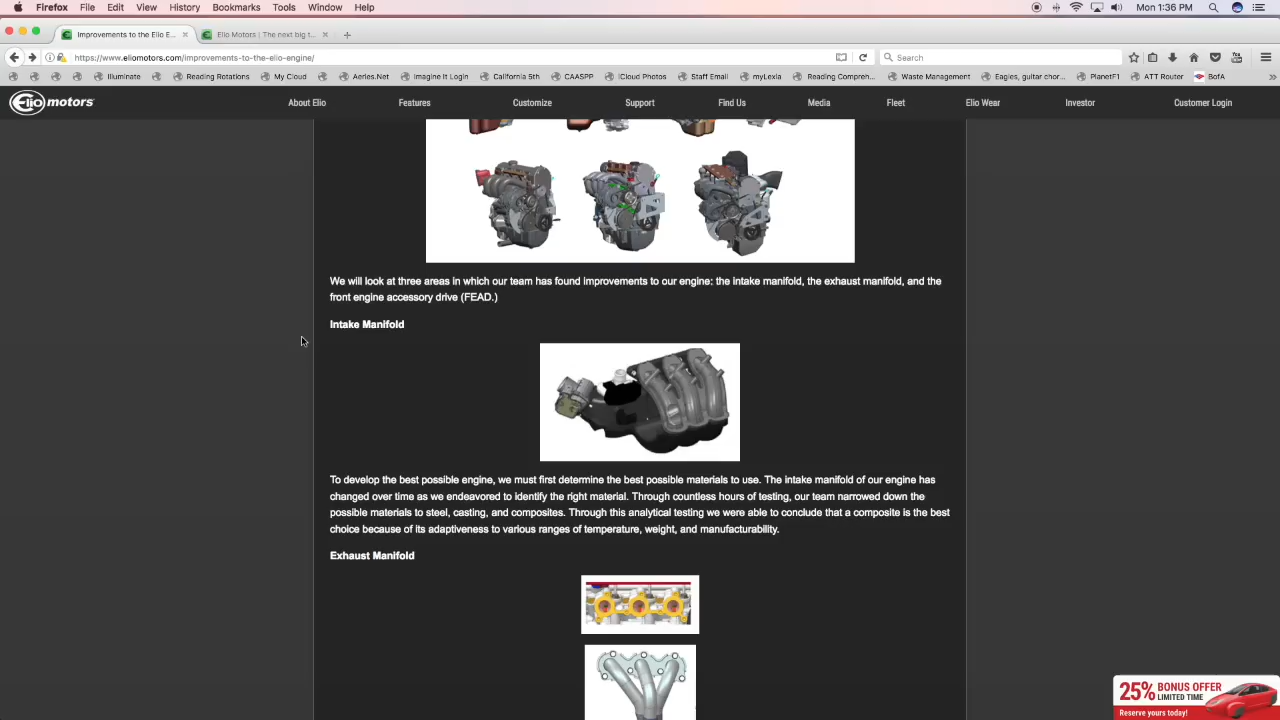 Firefox File Edit View History Bookmarks Tools Window Help Mon 1:36 PM
Improvements to the Elio E... Elio Motors | The next big t...
https://www.eliomotors.com/improvements-to-the-elio-engine/ Search
Illuminate Reading Rotations My Cloud Aeries.Net Imagine It Login California 5th CAASPP iCloud Photos Staff Email myLexia Reading Compreh... Waste Management Eagles, guitar chor... PlanetF1 ATT Router BofA
Elio motors About Elio Features Customize Support Find Us Media Fleet Elio Wear Investor Customer Login
We will look at three areas in which our team has found improvements to our engine: the intake manifold, the exhaust manifold, and the
front engine accessory drive (FEAD.)
Intake Manifold
To develop the best possible engine, we must first determine the best possible materials to use. The intake manifold of our engine has
changed over time as we endeavored to identify the right material. Through countless hours of testing, our team narrowed down the
possible materials to steel, casting, and composites. Through this analytical testing we were able to conclude that a composite is the best
choice because of its adaptiveness to various ranges of temperature, weight, and manufacturability.
Exhaust Manifold
25% BONUS OFFER
LIMITED TIME
Reserve yours today!